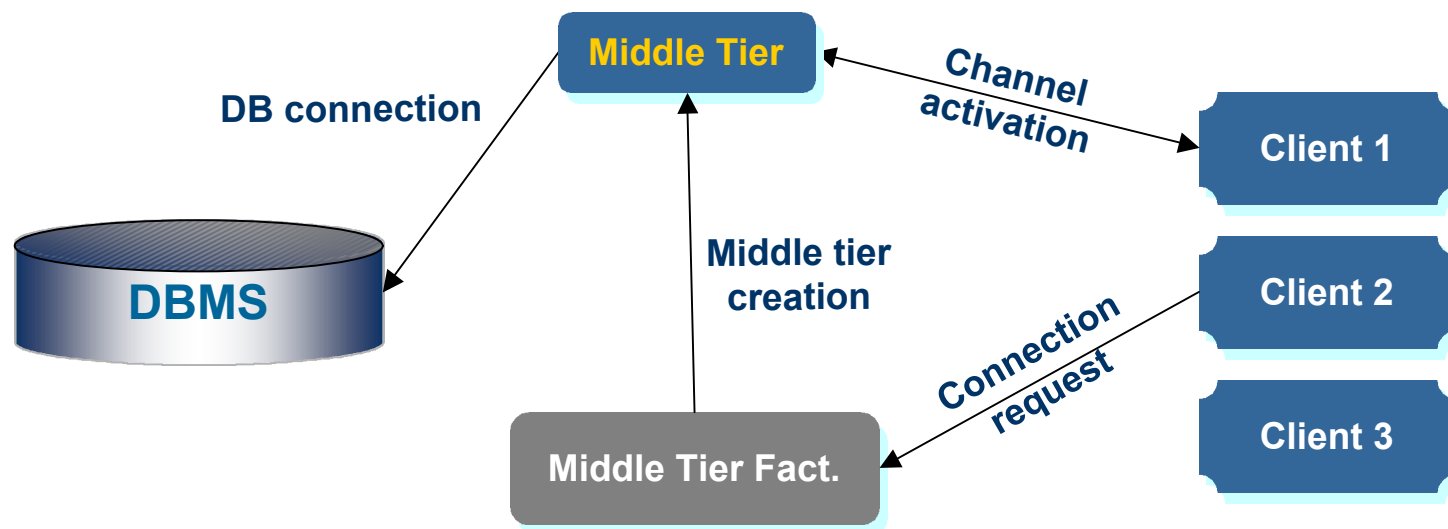 Middle Tier
Channel
activation
DB connection
Client 1
Middle tier
creation
DBMS
Client 2
Connection
request
Middle Tier Fact.
Client 3